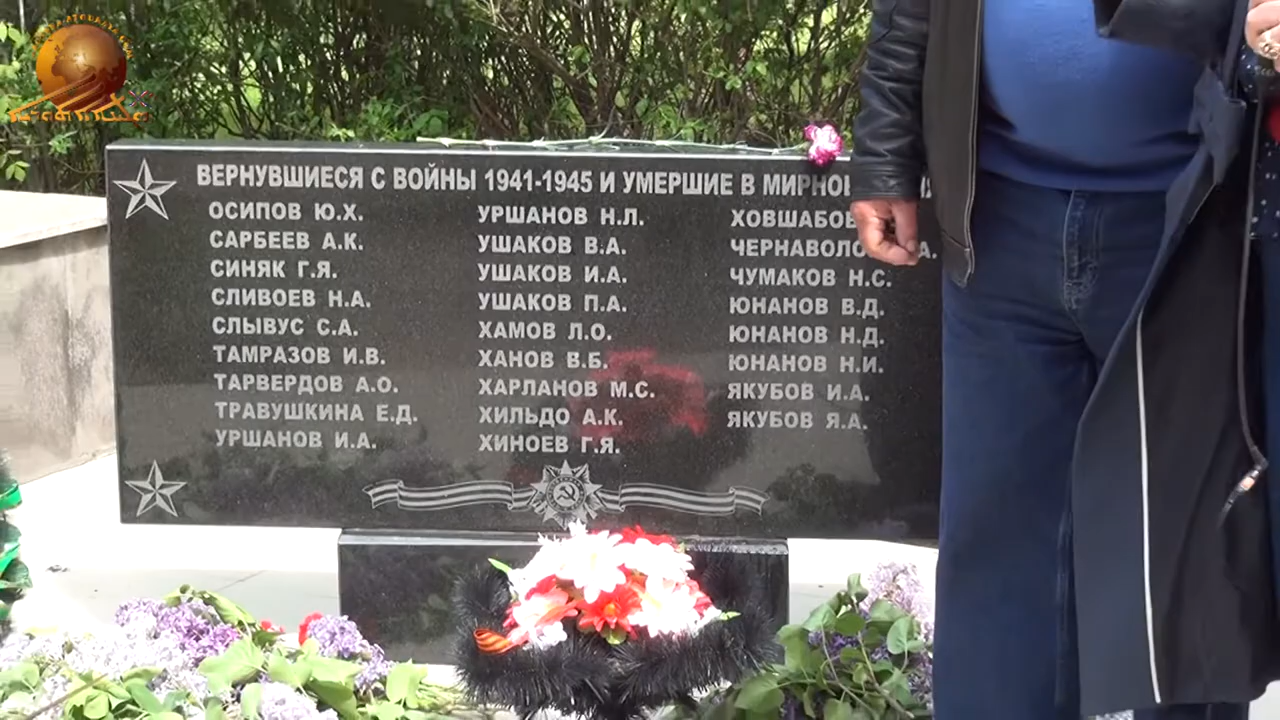 ВЕРНУВШИЕСЯ С ВОЙНЫ 1941-1945 И УМЕРШИЕ В
ОСИПОВ Ю.Х.
САРБЕЕВ А.К.
СИНЯК Г.Я.
СЛИВОЕВ Н.А.
СЛЫВУС С.А.
ТАМРАЗОВ И.В.
ТАРВЕРДОВ А.О.
ТРАВУШКИНА Е.Д.
УРШАНОВ И.А.
УРШАНОВ Н.Л.
УШАКОВ В.А.
УШАКОВ И.А.
УШАКОВ П.А.
ХАМОВ Л.О.
ХАНОВ В.Б.
ХАРЛАНОВ М.С.
ХИЛЬДО А.К.
ХИНОЕВ Г.Я.
ХОВШАБОВ
ЧУМАКОВ Н.С.
ЮНАНОВ В.Д.
ЮНАНОВ Н.Д.
ЮНАНОВ Н.И.
ЯКУБОВ И.А.
ЯКУБОВ Я.А.